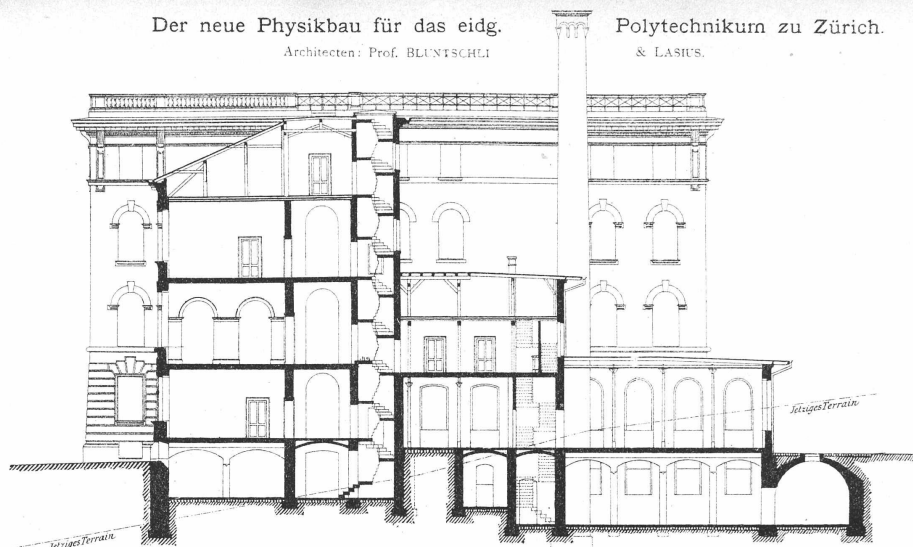 Der neue Physikbau für das eidg. Polytechnikum zu Zürich.
Architecten: Prof. BLUNTSCHLI & LASIUS.
Jetziges Terrain
Jetziges Terrain